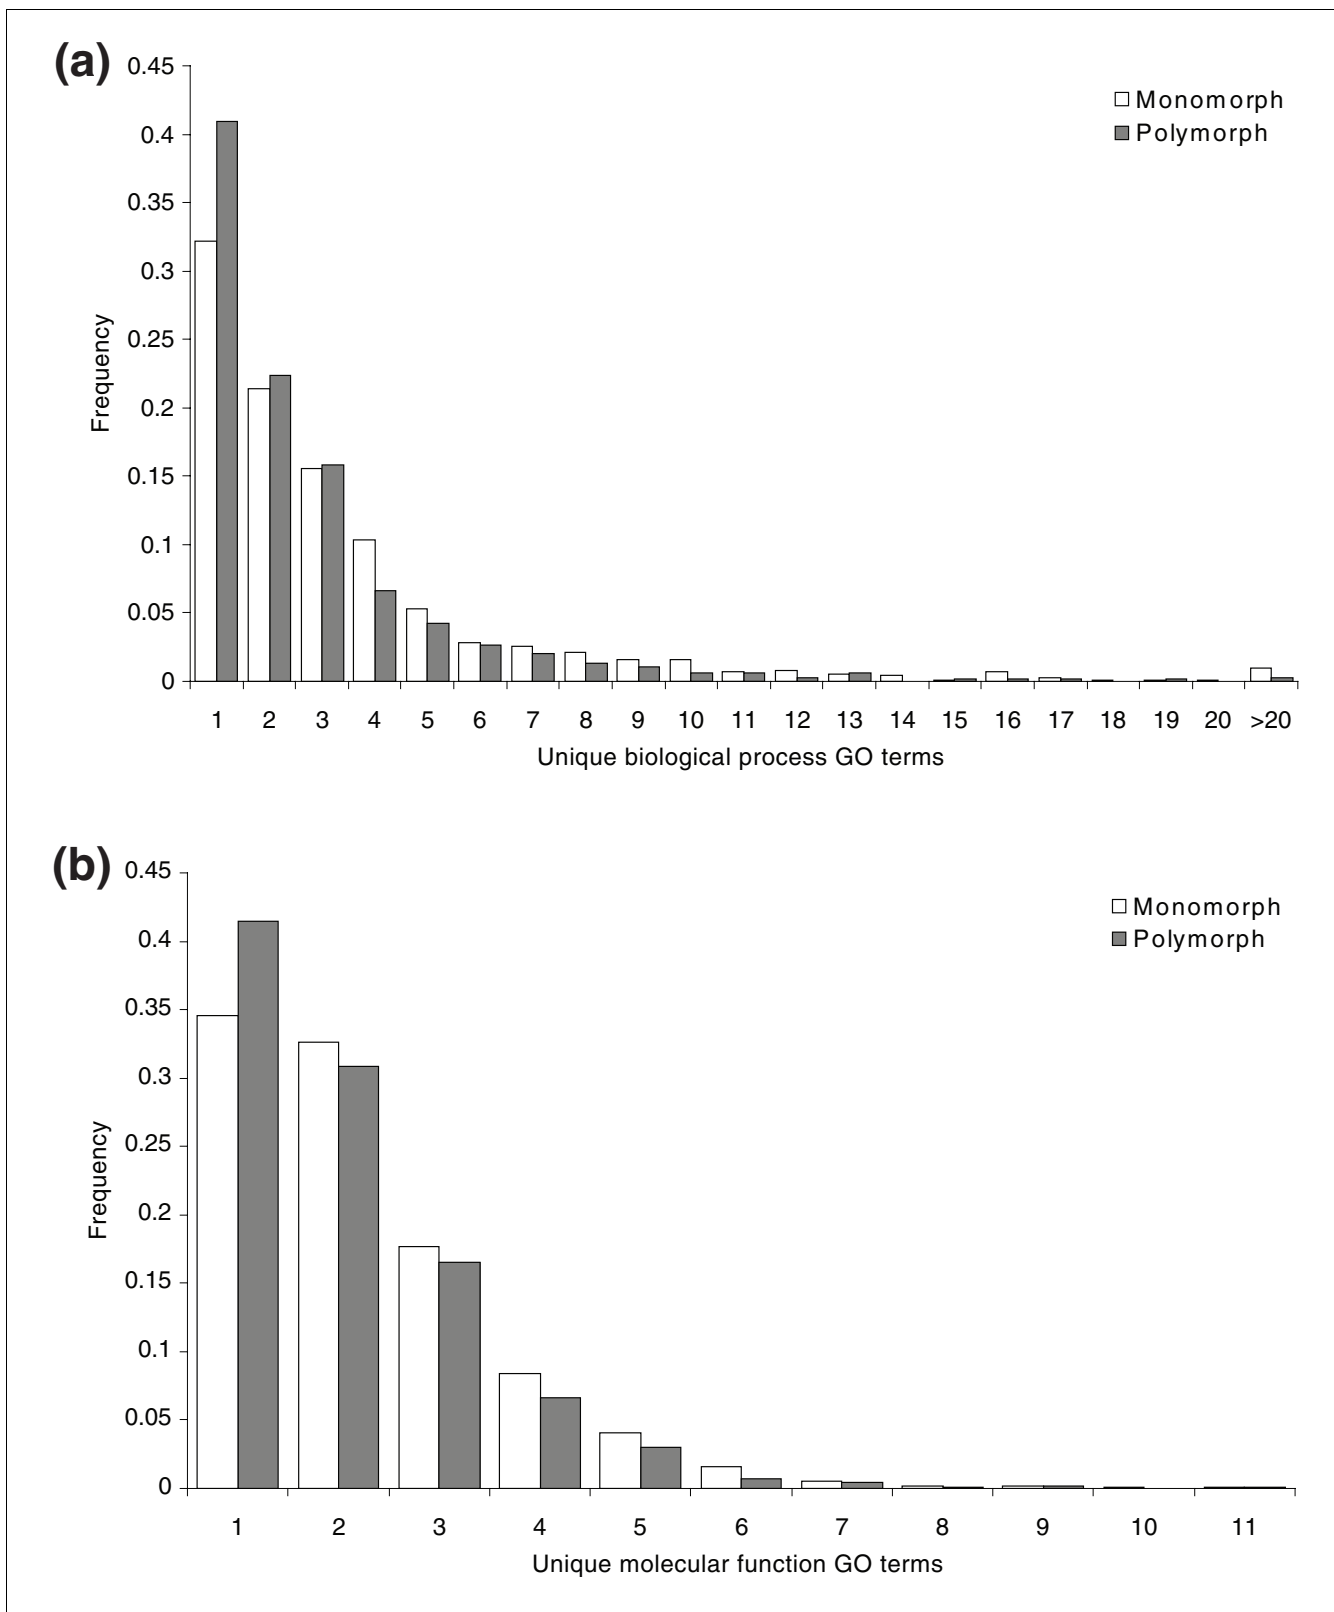 (a)
0.45
0.4
0.35
0.3
0.25
0.2
0.15
0.1
0.05
0
Frequency
Monomorph
Polymorph
1 2 3 4 5 6 7 8 9 10 11 12 13 14 15 16 17 18 19 20 >20
Unique biological process GO terms
(b)
0.45
0.4
0.35
0.3
0.25
0.2
0.15
0.1
0.05
0
Frequency
Monomorph
Polymorph
1 2 3 4 5 6 7 8 9 10 11
Unique molecular function GO terms